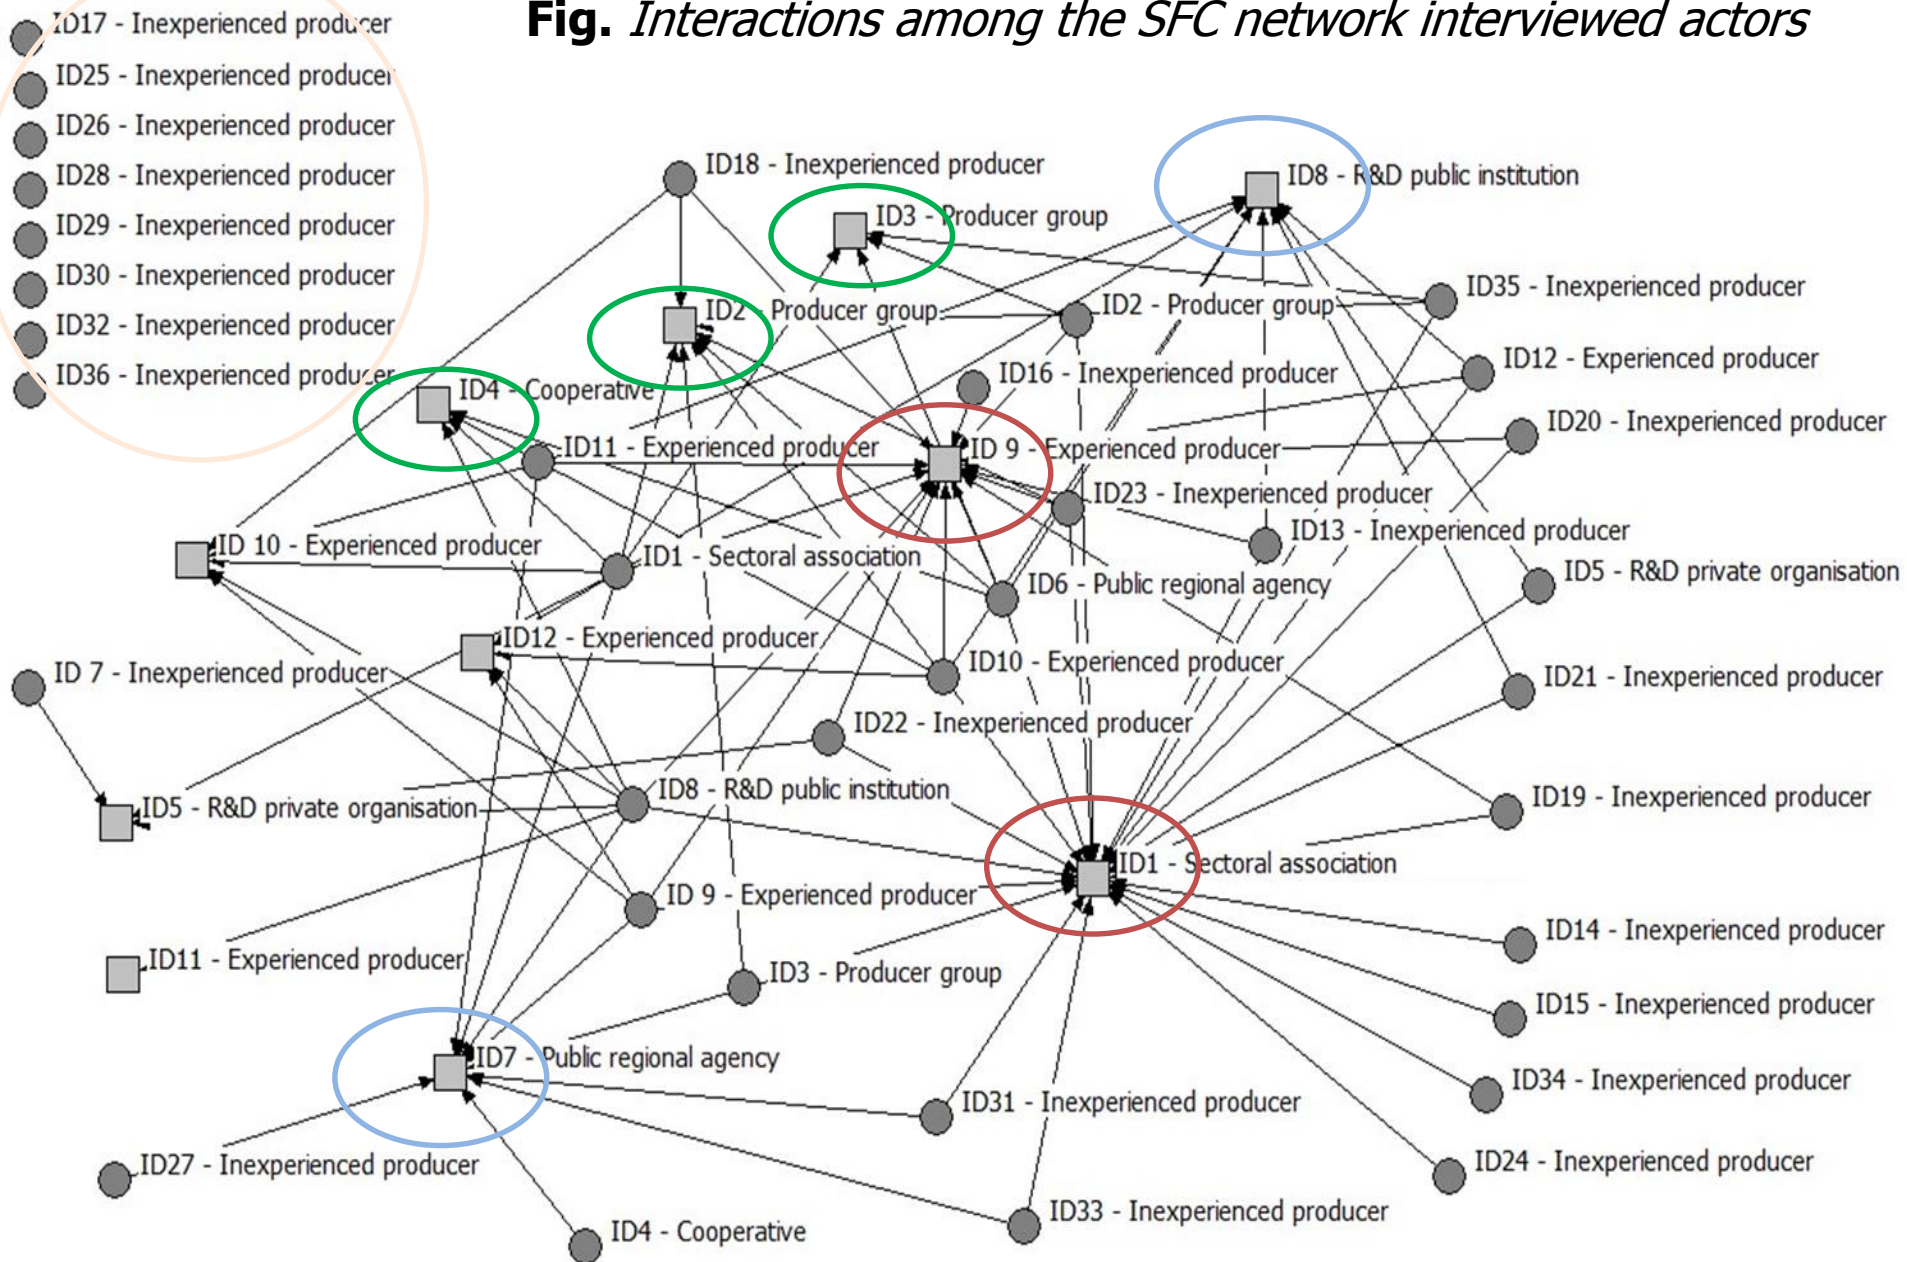 Fig. Interactions among the SFC network interviewed actors
ID17 - Inexperienced producer
ID25 - Inexperienced producer
ID26 - Inexperienced producer
ID28 - Inexperienced producer
ID29 - Inexperienced producer
ID30 - Inexperienced producer
ID32 - Inexperienced producer
ID36 - Inexperienced producer
ID18 - Inexperienced producer
ID8 - R&D public institution
ID3 - Producer group
ID35 - Inexperienced producer
ID2 - Producer group
ID2 - Producer group
ID12 - Experienced producer
ID16 - Inexperienced producer
ID4 - Cooperative
ID20 - Inexperienced producer
ID11 - Experienced producer
ID 9 - Experienced producer
ID23 - Inexperienced producer
ID13 - Inexperienced producer
ID 10 - Experienced producer
ID1 - Sectoral association
ID5 - R&D private organisation
ID6 - Public regional agency
ID12 - Experienced producer
ID10 - Experienced producer
ID 7 - Inexperienced producer
ID21 - Inexperienced producer
ID22 - Inexperienced producer
ID8 - R&D public institution
ID19 - Inexperienced producer
ID5 - R&D private organisation
ID1 - Sectoral association
ID 9 - Experienced producer
ID14 - Inexperienced producer
ID11 - Experienced producer
ID3 - Producer group
ID15 - Inexperienced producer
ID7 - Public regional agency
ID34 - Inexperienced producer
ID31 - Inexperienced producer
ID27 - Inexperienced producer
ID24 - Inexperienced producer
ID33 - Inexperienced producer
ID4 - Cooperative